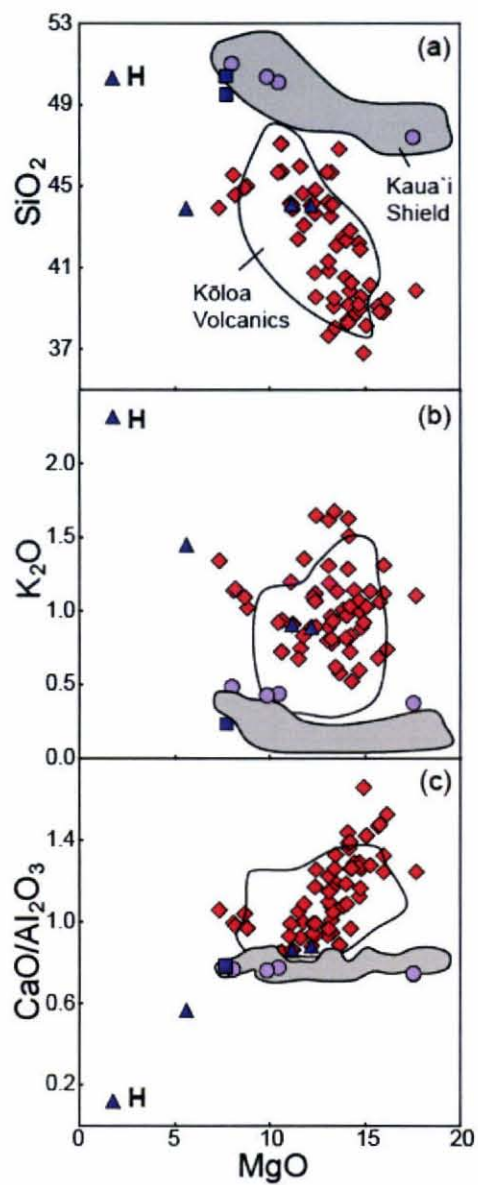 53
49
45
41
37
SiO₂
(a)
H
Kaua`i
Shield
Kōloa
Volcanics
2.0
1.5
1.0
0.5
0.0
K₂O
(b)
H
1.4
1.0
0.6
0.2
CaO/Al₂O₃
(c)
H
0 5 10 15 20
MgO